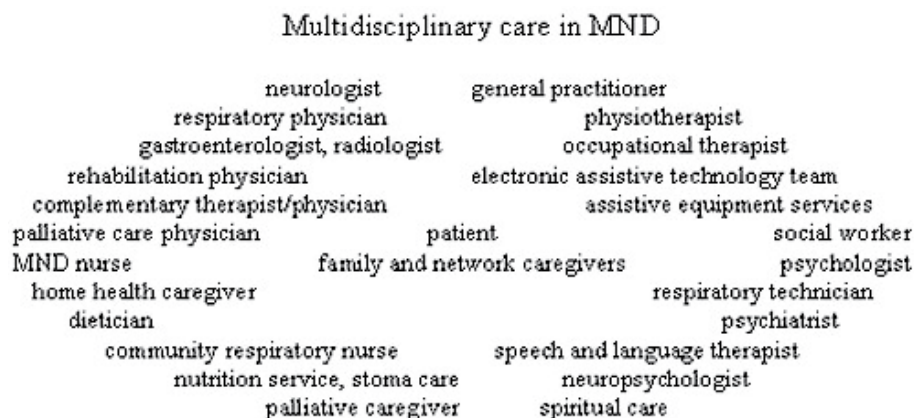 Multidisciplinary care in MND
neurologist general practitioner
respiratory physician physiotherapist
gastroenterologist, radiologist occupational therapist
rehabilitation physician electronic assistive technology team
complementary therapist/physician assistive equipment services
palliative care physician patient social worker
MND nurse family and network caregivers psychologist
home health caregiver respiratory technician
dietician psychiatrist
community respiratory nurse speech and language therapist
nutrition service, stoma care neuropsychologist
palliative caregiver spiritual care